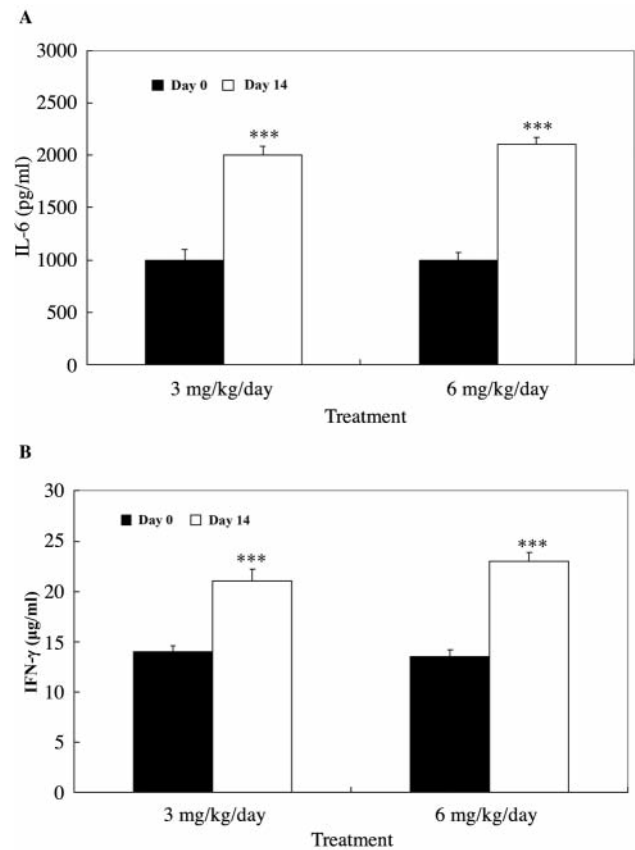 A
3000
2500
2000
1500
1000
500
0
IL-6 (pg/ml)
Day 0 Day 14
***
***
3 mg/kg/day 6 mg/kg/day
Treatment
B
30
25
20
15
10
5
0
IFN-γ (µg/ml)
Day 0 Day 14
***
***
3 mg/kg/day 6 mg/kg/day
Treatment